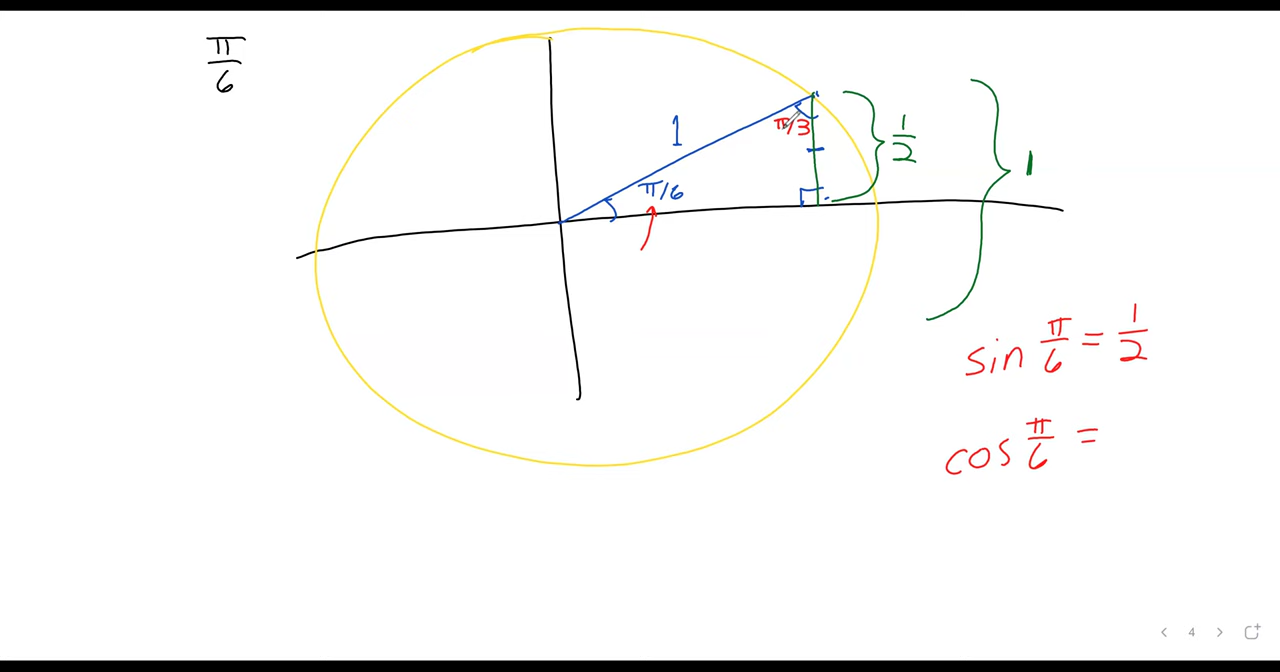 π/6
1
π/3
1/2
1
π/6
sin π/6 = 1/2
cos π/6 =
4